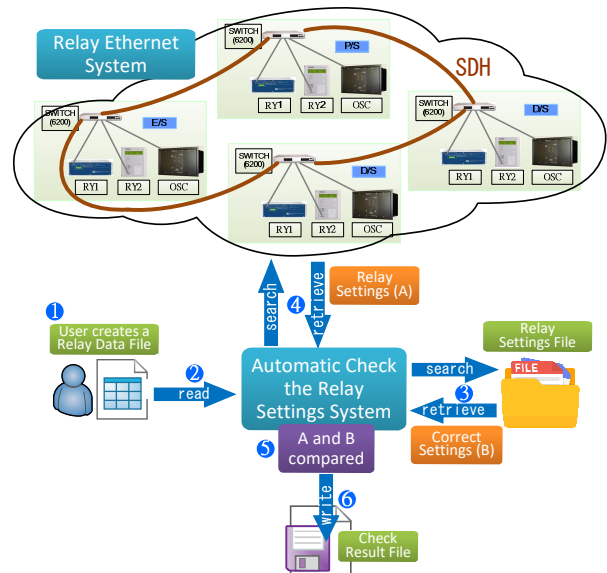 Relay Ethernet
System
SWITCH
(6200)
P/S
RY1
RY2
OSC
SDH
SWITCH
(6200)
E/S
RY1
RY2
OSC
SWITCH
(6200)
D/S
RY1
RY2
OSC
SWITCH
(6200)
D/S
RY1
RY2
OSC
search
4
retrieve
Relay
Settings (A)
1
User creates a
Relay Data File
2
read
Automatic Check
the Relay
Settings System
search
3
retrieve
Relay
Settings File
FILE
Correct
Settings (B)
5
A and B
compared
write
6
Check
Result File